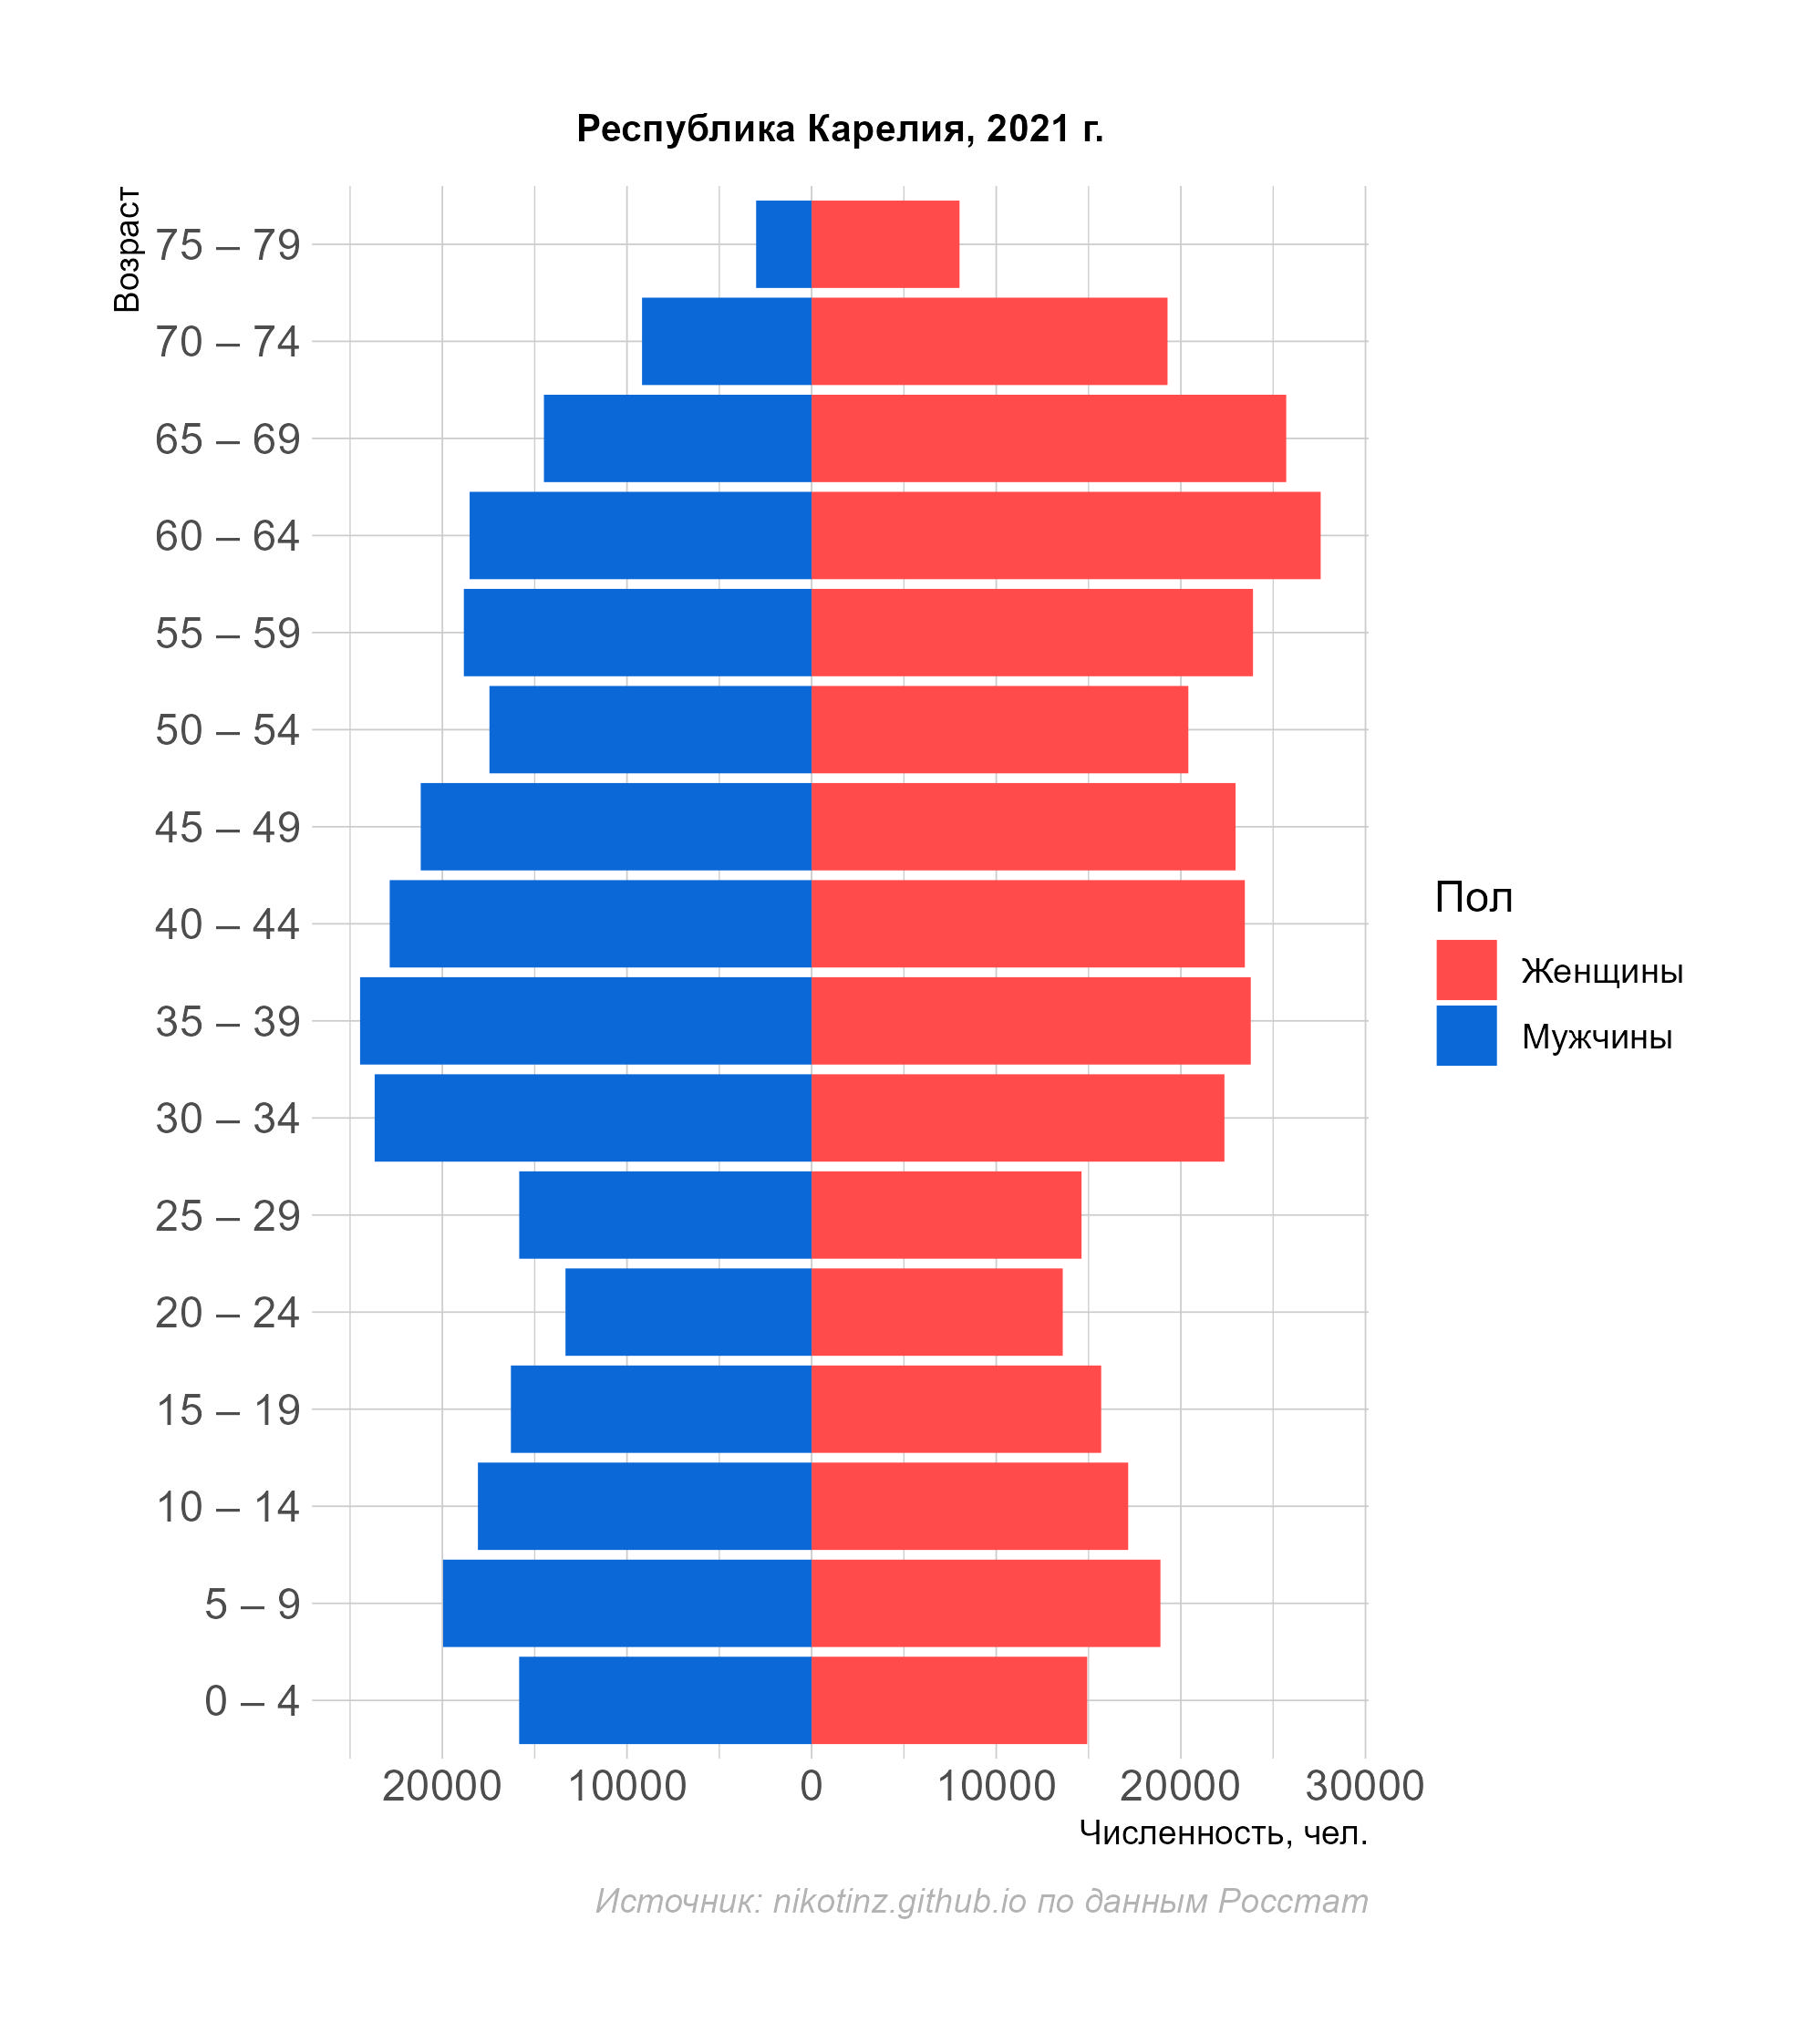 Республика Карелия, 2021 г.
Возраст
75 – 79
70 – 74
65 – 69
60 – 64
55 – 59
50 – 54
45 – 49
40 – 44
35 – 39
30 – 34
25 – 29
20 – 24
15 – 19
10 – 14
5 – 9
0 – 4
20000 10000 0 10000 20000 30000
Численность, чел.
Пол
Женщины
Мужчины
Источник: nikotinz.github.io по данным Росстат